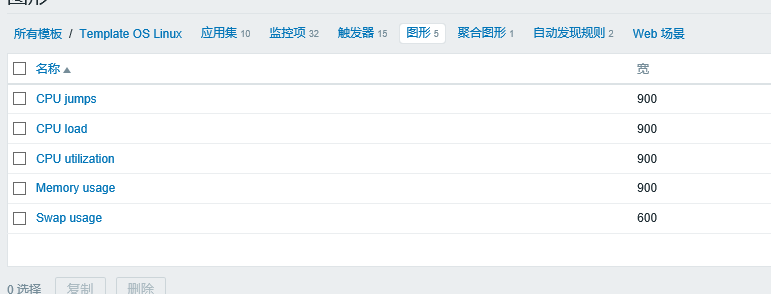 图形
所有模板 / Template OS Linux 应用集 10 监控项 32 触发器 15 图形 5 聚合图形 1 自动发现规则 2 Web 场景
名称 宽
CPU jumps 900
CPU load 900
CPU utilization 900
Memory usage 900
Swap usage 600
0 选择 复制 删除